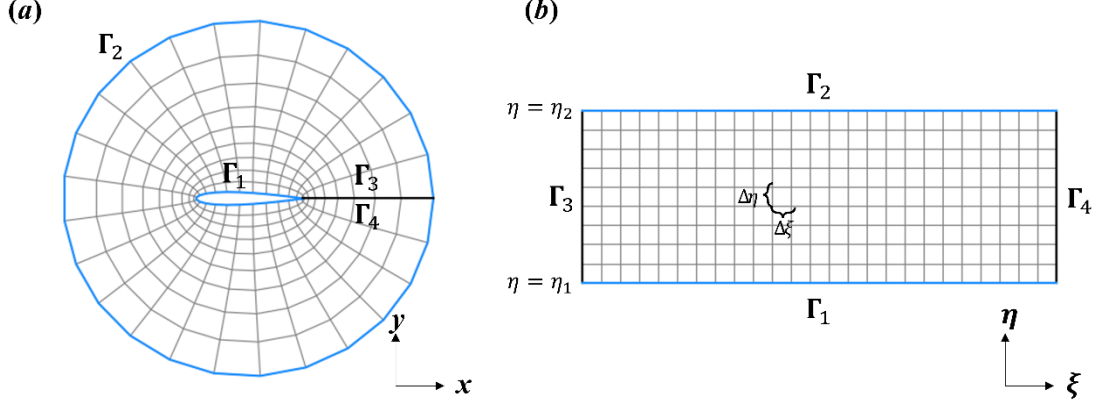 (a)
Γ₂
Γ₁
Γ₃
Γ₄
y
x
(b)
Γ₂
η = η₂
Γ₃
Δη
Δξ
Γ₄
η = η₁
Γ₁
η
ξ